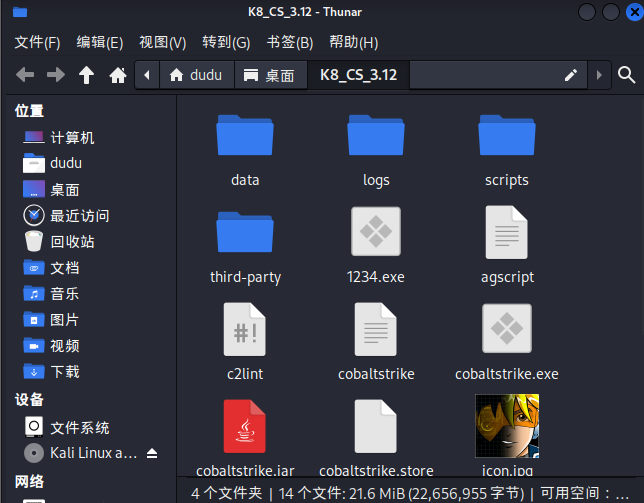 K8_CS_3.12 - Thunar
文件(F) 编辑(E) 视图(V) 转到(G) 书签(B) 帮助(H)
dudu 桌面 K8_CS_3.12
位置
计算机
dudu
桌面
最近访问
回收站
文档
音乐
图片
视频
下载
设备
文件系统
Kali Linux a...
网络
data logs scripts
third-party 1234.exe agscript
#!
c2lint cobaltstrike cobaltstrike.exe
cobaltstrike.jar cobaltstrike.store icon.jpg
4 个文件夹 | 14 个文件: 21.6 MiB (22,656,955 字节) | 可用空间：...